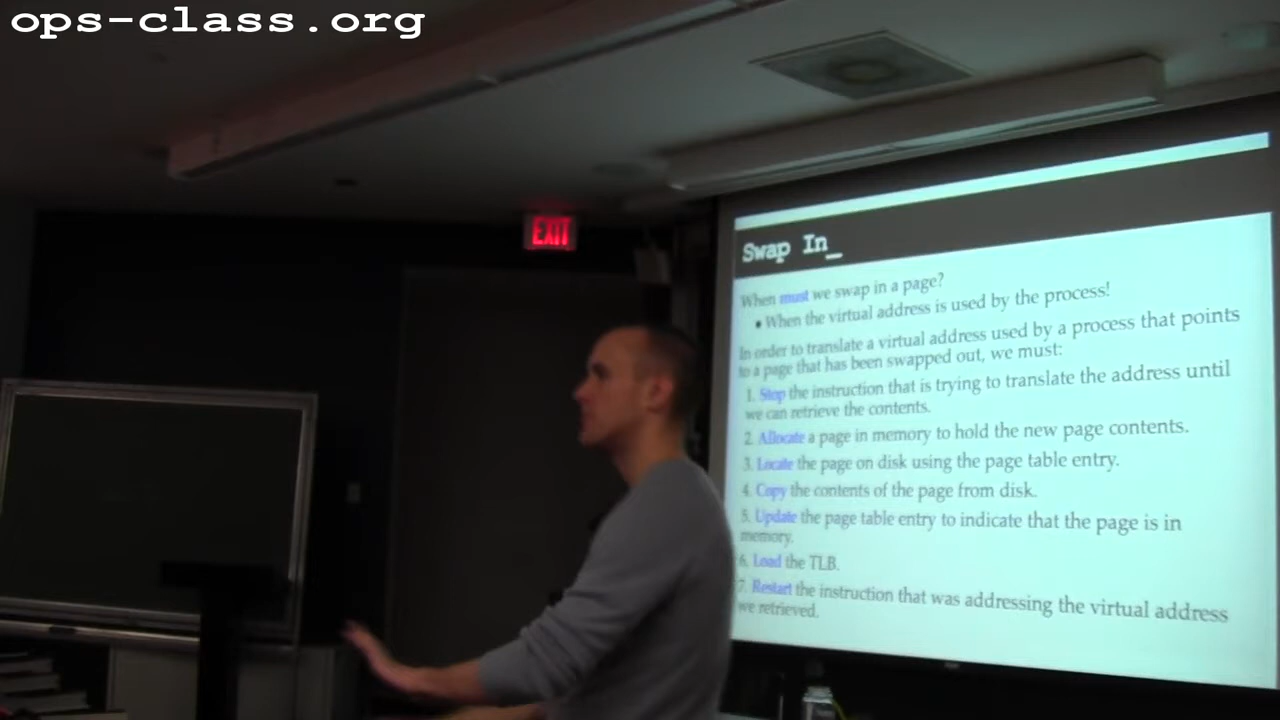 ops-class.org
EXIT
Swap In_
When must we swap in a page?
• When the virtual address is used by the process!
In order to translate a virtual address used by a process that points
to a page that has been swapped out, we must:
1. Stop the instruction that is trying to translate the address until
we can retrieve the contents.
2. Allocate a page in memory to hold the new page contents.
3. Locate the page on disk using the page table entry.
4. Copy the contents of the page from disk.
5. Update the page table entry to indicate that the page is in
memory.
6. Load the TLB.
7. Restart the instruction that was addressing the virtual address
we retrieved.